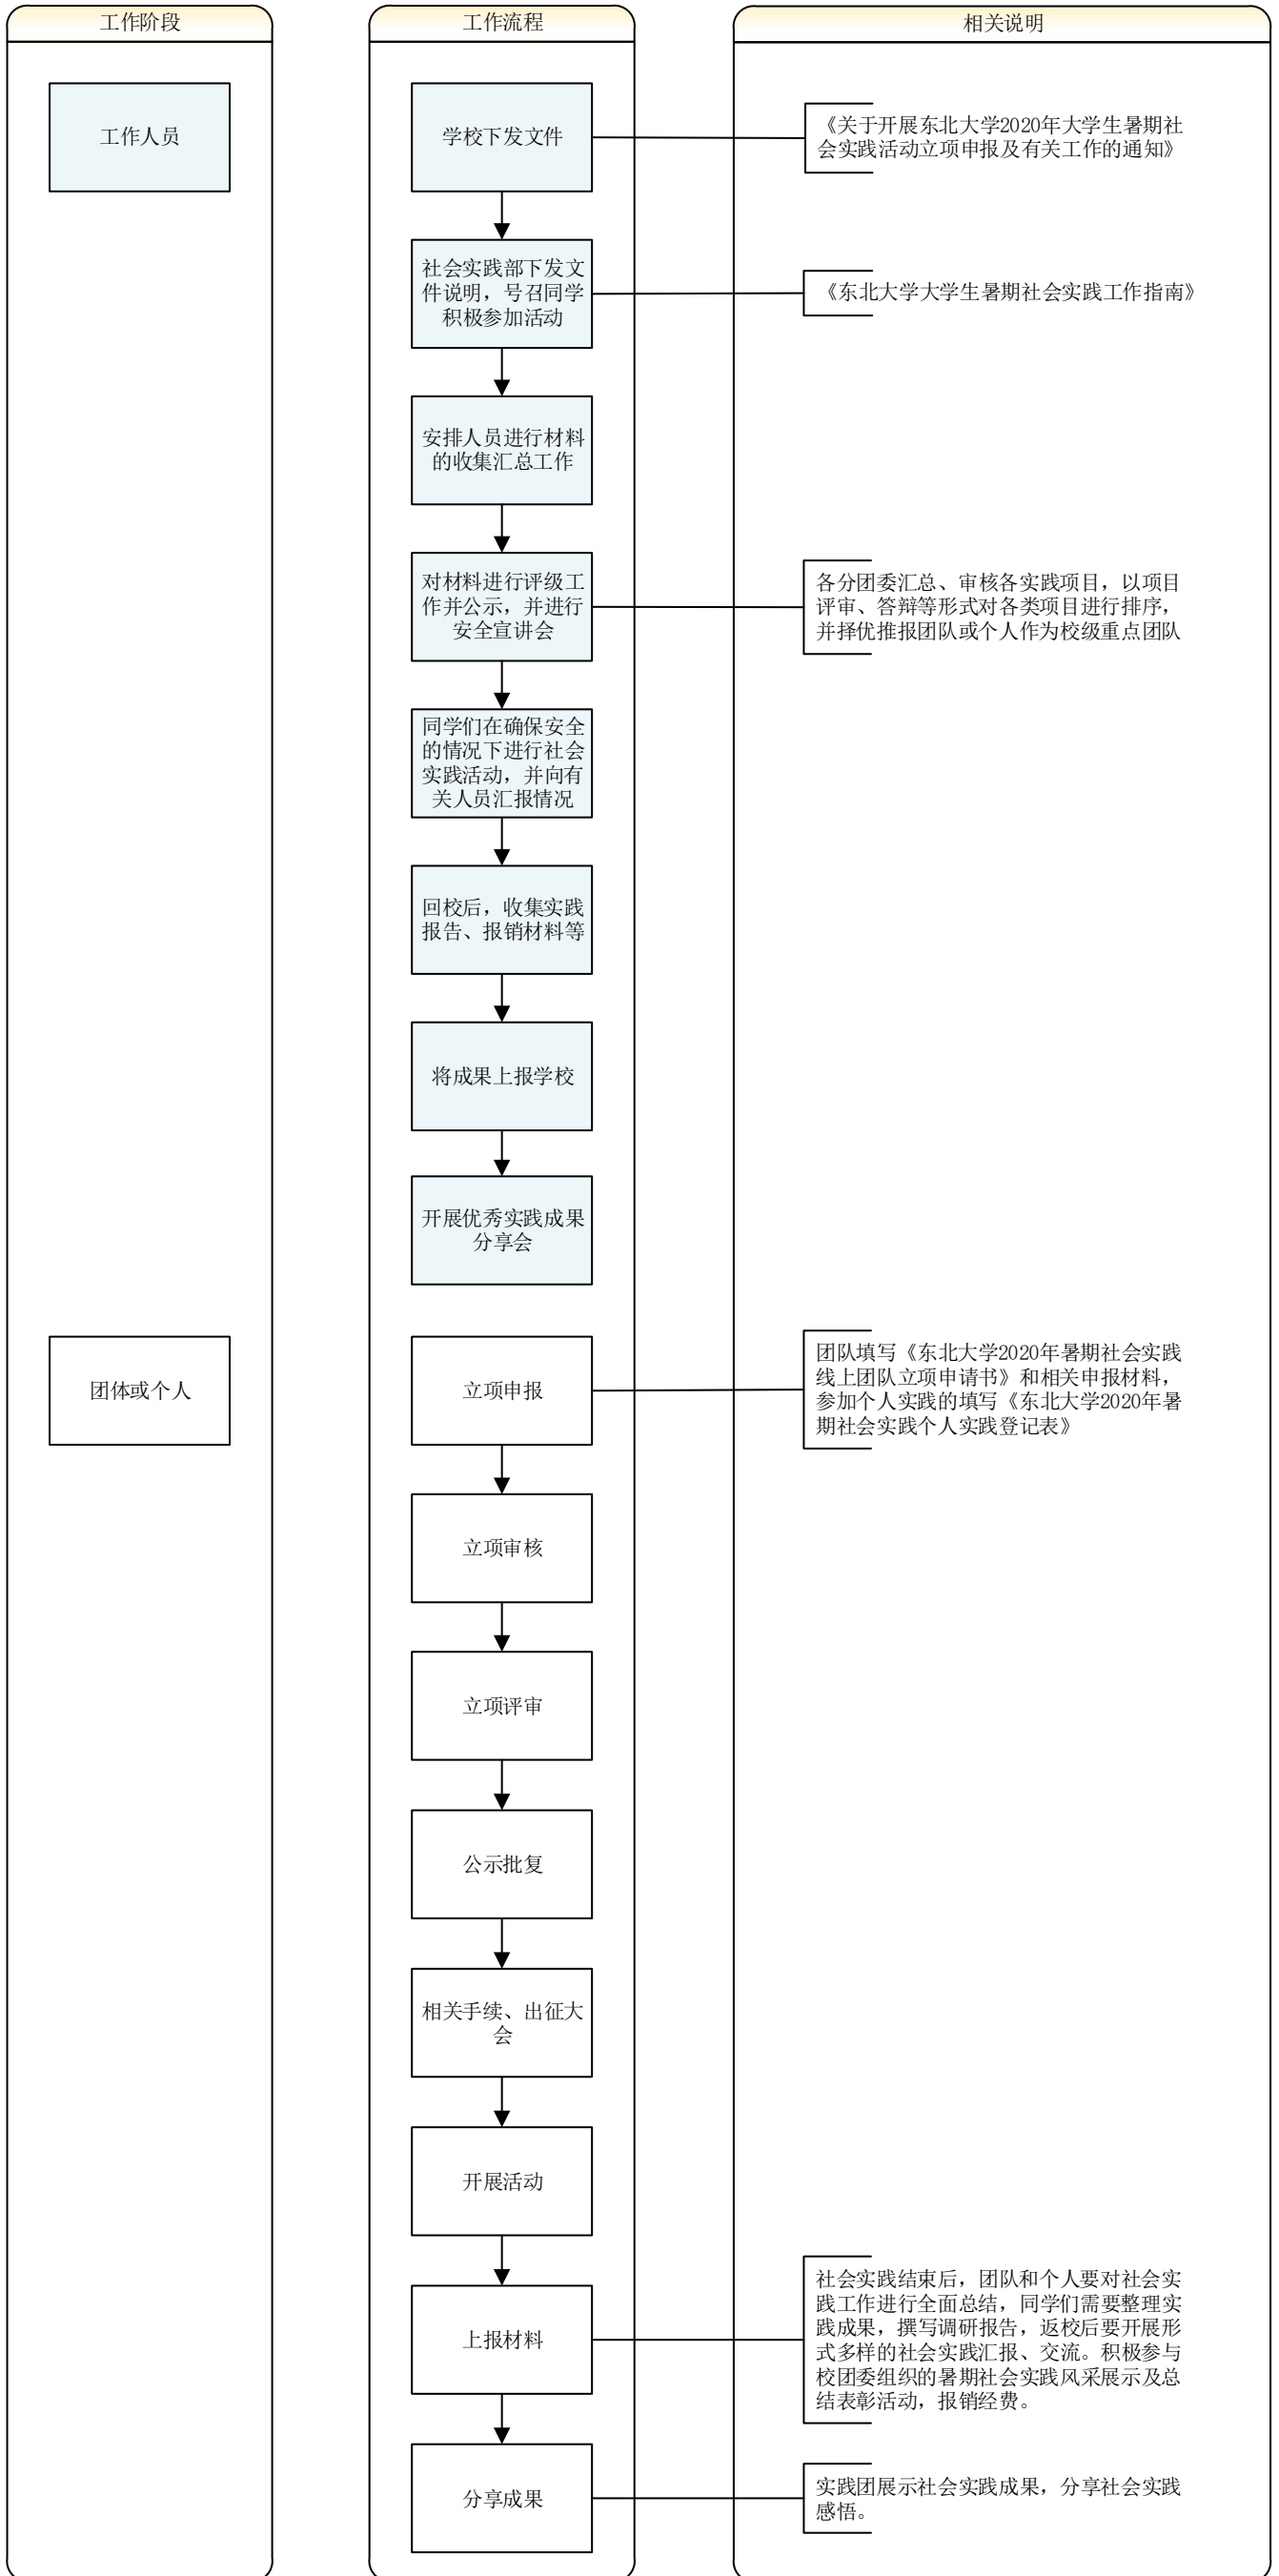 工作阶段
工作流程
相关说明
工作人员
学校下发文件
《关于开展东北大学2020年大学生暑期社
会实践活动立项申报及有关工作的通知》
社会实践部下发文
件说明，号召同学
积极参加活动
《东北大学大学生暑期社会实践工作指南》
安排人员进行材料
的收集汇总工作
对材料进行评级工
作并公示，并进行
安全宣讲会
各分团委汇总、审核各实践项目，以项目
评审、答辩等形式对各类项目进行排序，
并择优推报团队或个人作为校级重点团队
同学们在确保安全
的情况下进行社会
实践活动，并向有
关人员汇报情况
回校后，收集实践
报告、报销材料等
将成果上报学校
开展优秀实践成果
分享会
团体或个人
立项申报
团队填写《东北大学2020年暑期社会实践
线上团队立项申请书》和相关申报材料，
参加个人实践的填写《东北大学2020年暑
期社会实践个人实践登记表》
立项审核
立项评审
公示批复
相关手续、出征大
会
开展活动
上报材料
社会实践结束后，团队和个人要对社会实
践工作进行全面总结，同学们需要整理实
践成果，撰写调研报告，返校后要开展形
式多样的社会实践汇报、交流。积极参与
校团委组织的暑期社会实践风采展示及总
结表彰活动，报销经费。
分享成果
实践团展示社会实践成果，分享社会实践
感悟。